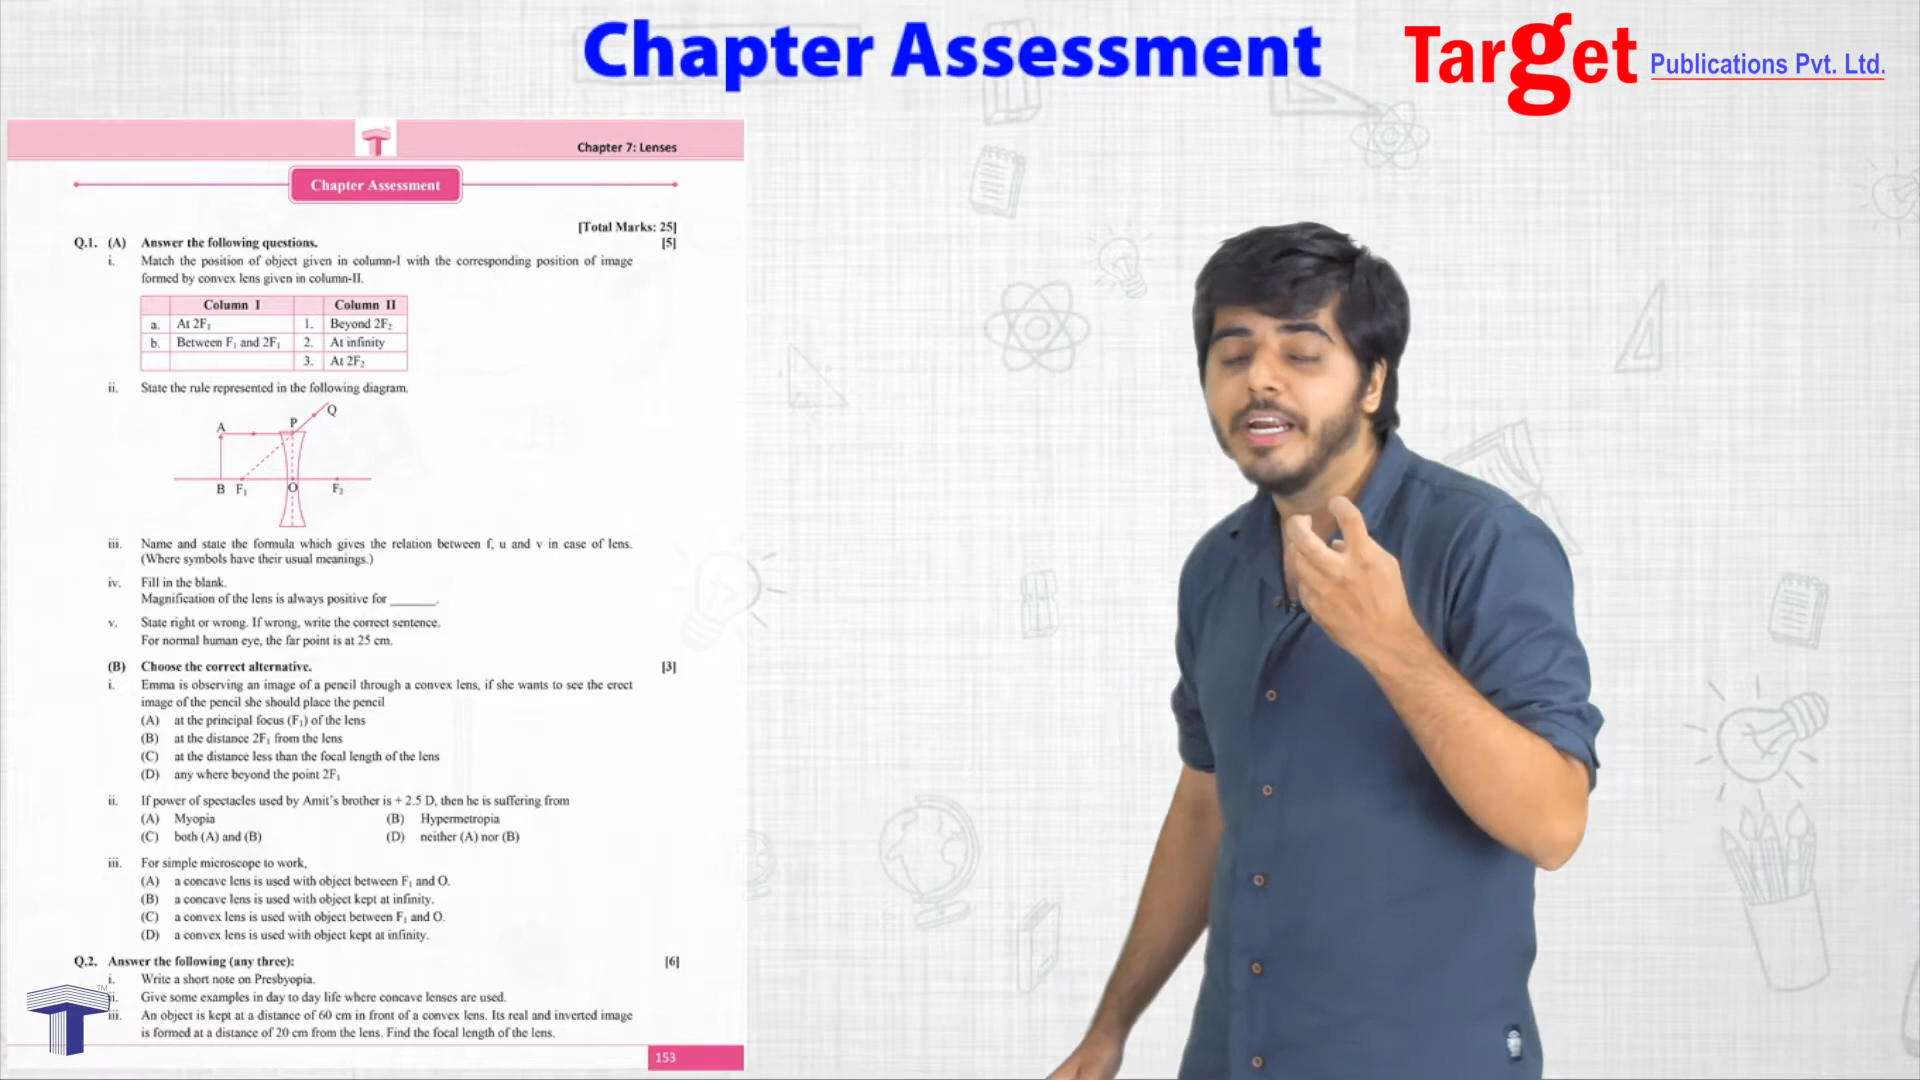 Chapter Assessment
Target Publications Pvt. Ltd.
Chapter 7: Lenses
Chapter Assessment
[Total Marks: 25]
Q.1. (A) Answer the following questions. [5]
i. Match the position of object given in column-I with the corresponding position of image
formed by convex lens given in column-II.
Column I Column II
a. At 2F₁ 1. Beyond 2F₂
b. Between F₁ and 2F₁ 2. At infinity
3. At 2F₂
ii. State the rule represented in the following diagram.
Q
P
A
B F₁ O F₂
iii. Name and state the formula which gives the relation between f, u and v in case of lens.
(Where symbols have their usual meanings.)
iv. Fill in the blank.
Magnification of the lens is always positive for _______.
v. State right or wrong. If wrong, write the correct sentence.
For normal human eye, the far point is at 25 cm.
(B) Choose the correct alternative. [3]
i. Emma is observing an image of a pencil through a convex lens, if she wants to see the erect
image of the pencil she should place the pencil
(A) at the principal focus (F₁) of the lens
(B) at the distance 2F₁ from the lens
(C) at the distance less than the focal length of the lens
(D) any where beyond the point 2F₁
ii. If power of spectacles used by Amit's brother is + 2.5 D, then he is suffering from
(A) Myopia (B) Hypermetropia
(C) both (A) and (B) (D) neither (A) nor (B)
iii. For simple microscope to work,
(A) a concave lens is used with object between F₁ and O.
(B) a concave lens is used with object kept at infinity.
(C) a convex lens is used with object between F₁ and O.
(D) a convex lens is used with object kept at infinity.
Q.2. Answer the following (any three): [6]
i. Write a short note on Presbyopia.
ii. Give some examples in day to day life where concave lenses are used.
iii. An object is kept at a distance of 60 cm in front of a convex lens. Its real and inverted image
is formed at a distance of 20 cm from the lens. Find the focal length of the lens.
TM
153